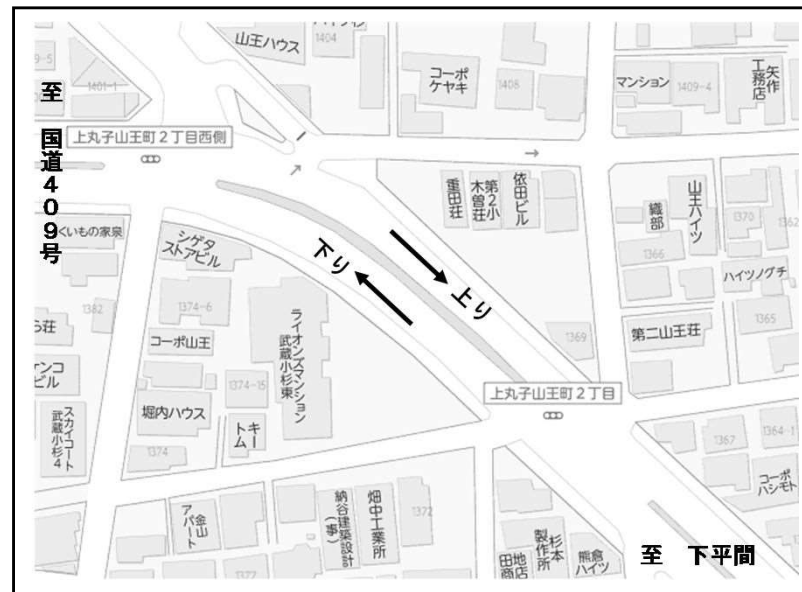 山王ハウス
1404
コーポ
ケヤキ
1408
マンション
1409-4
矢作
工務店
1401-1
上丸子山王町2丁目西側
至 国道409号
重田荘
第2小
木曽荘
依田ビル
織部
山王ハイツ
1370
1362
1366
ハイツノグチ
くいもの家泉
シゲタ
ストアビル
下り
上り
1374-6
1382
コーポ山王
ライオンズマンション
武蔵小杉東
1369
第二山王荘
1365
1374-15
上丸子山王町2丁目
堀内ハウス
キー
トム
スカイコート
武蔵小杉4
1374
1367
1364-1
コーポ
ハシモト
金山
アパート
納谷建築設計
(事)
畑中工業所
1372
1377
杉本
製作所
熊倉
ハイツ
至 下平間